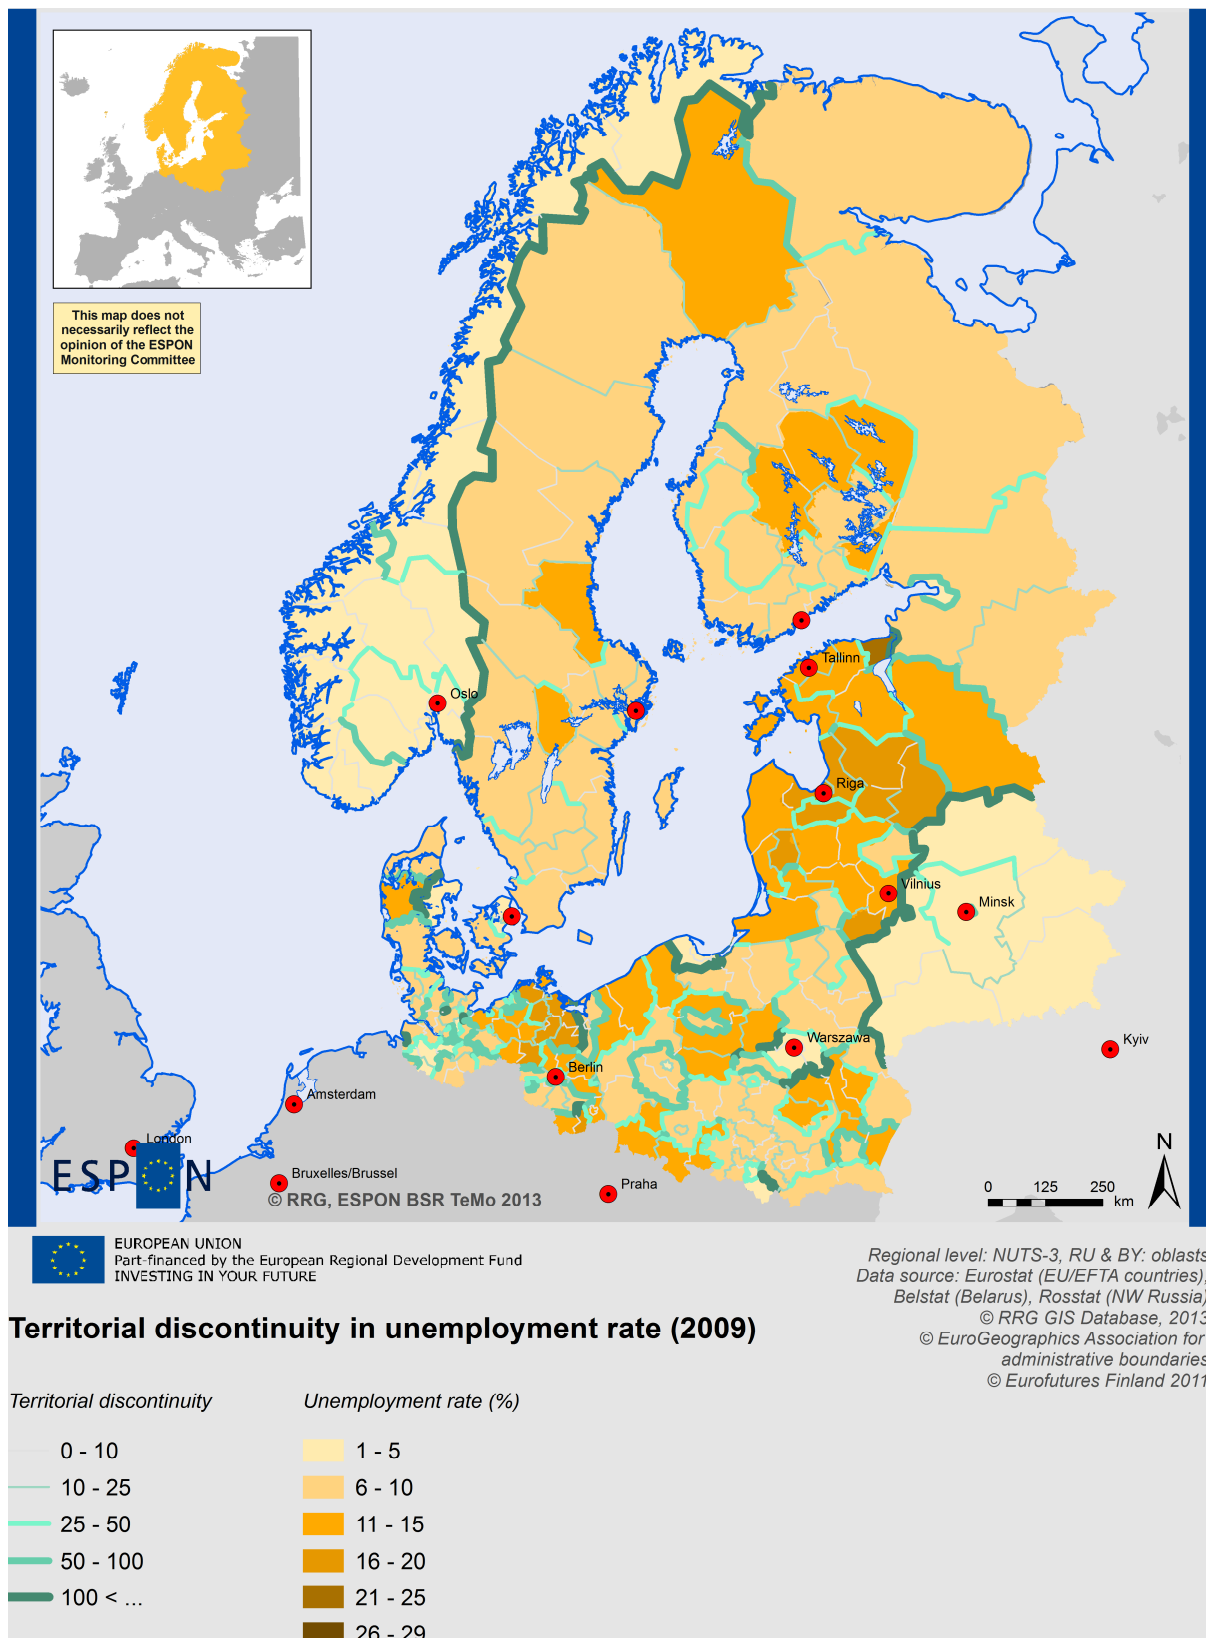 This map does not
necessarily reflect the
opinion of the ESPON
Monitoring Committee
Oslo
Tallinn
Riga
Vilnius
Minsk
Warszawa
Kyiv
Berlin
Amsterdam
London
Bruxelles/Brussel
Praha
ESPON
© RRG, ESPON BSR TeMo 2013
N
0 125 250
km
EUROPEAN UNION
Part-financed by the European Regional Development Fund
INVESTING IN YOUR FUTURE
Regional level: NUTS-3, RU & BY: oblasts
Data source: Eurostat (EU/EFTA countries),
Belstat (Belarus), Rosstat (NW Russia)
© RRG GIS Database, 2013
© EuroGeographics Association for
administrative boundaries
© Eurofutures Finland 2011
Territorial discontinuity in unemployment rate (2009)
Territorial discontinuity
0 - 10
10 - 25
25 - 50
50 - 100
100 < ...
Unemployment rate (%)
1 - 5
6 - 10
11 - 15
16 - 20
21 - 25
26 - 29